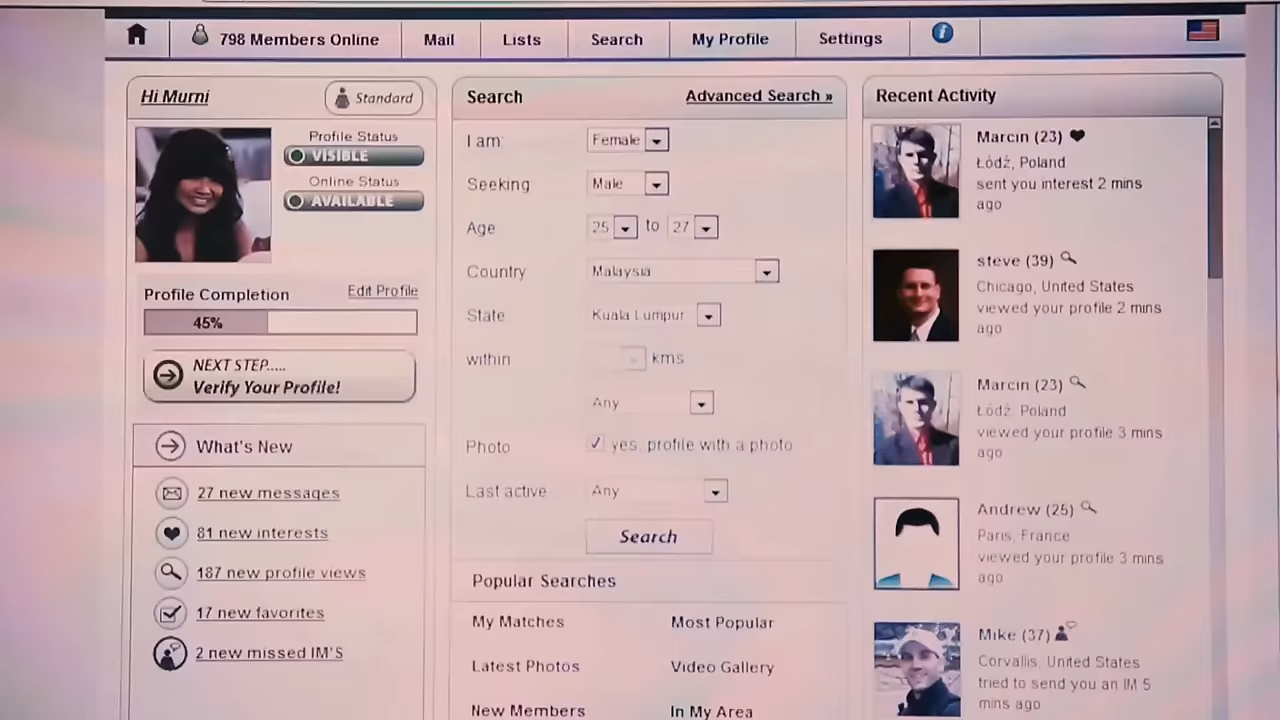 798 Members Online
Mail
Lists
Search
My Profile
Settings
i
Hi Murni
Standard
Profile Status
VISIBLE
Online Status
AVAILABLE
Profile Completion
Edit Profile
45%
NEXT STEP.....
Verify Your Profile!
What's New
27 new messages
81 new interests
187 new profile views
17 new favorites
2 new missed IM'S
Search
Advanced Search »
I am
Female
Seeking
Male
Age
25 to 27
Country
Malaysia
State
Kuala Lumpur
within
kms
Any
Photo
yes, profile with a photo
Last active
Any
Search
Popular Searches
My Matches
Most Popular
Latest Photos
Video Gallery
New Members
In My Area
Recent Activity
Marcin (23)
Łódź, Poland
sent you interest 2 mins
ago
steve (39)
Chicago, United States
viewed your profile 2 mins
ago
Marcin (23)
Łódź, Poland
viewed your profile 3 mins
ago
Andrew (25)
Paris, France
viewed your profile 3 mins
ago
Mike (37)
Corvallis, United States
tried to send you an IM 5
mins ago